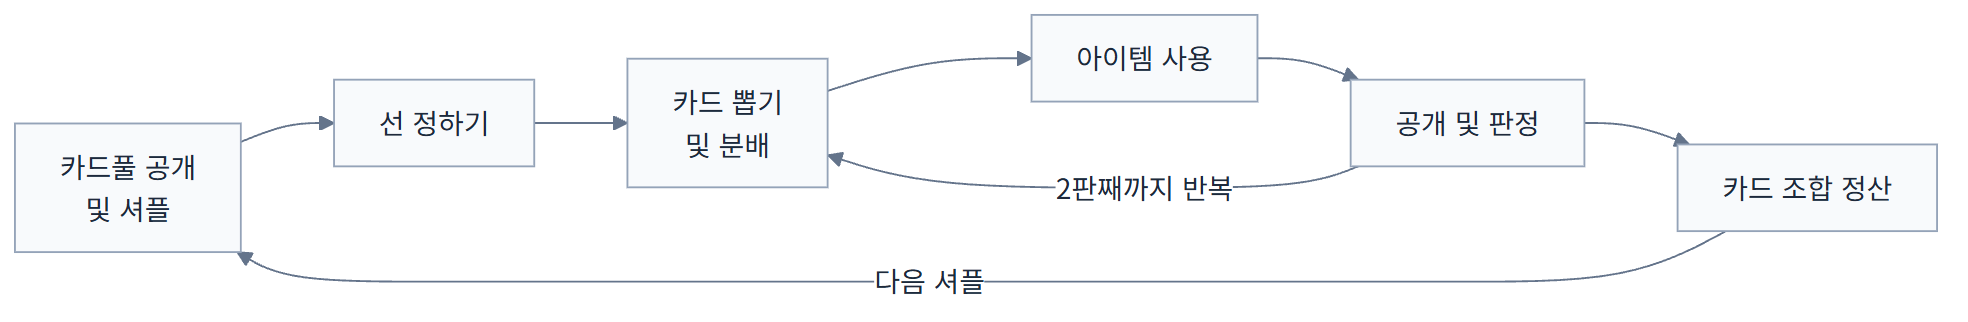 카드풀 공개
및 셔플
선 정하기
카드 뽑기
및 분배
아이템 사용
공개 및 판정
2판째까지 반복
카드 조합 정산
다음 셔플